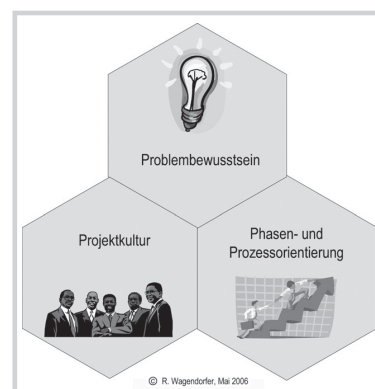 Problembewusstsein
Projektkultur
Phasen- und
Prozessorientierung
© R. Wagendorfer, Mai 2006